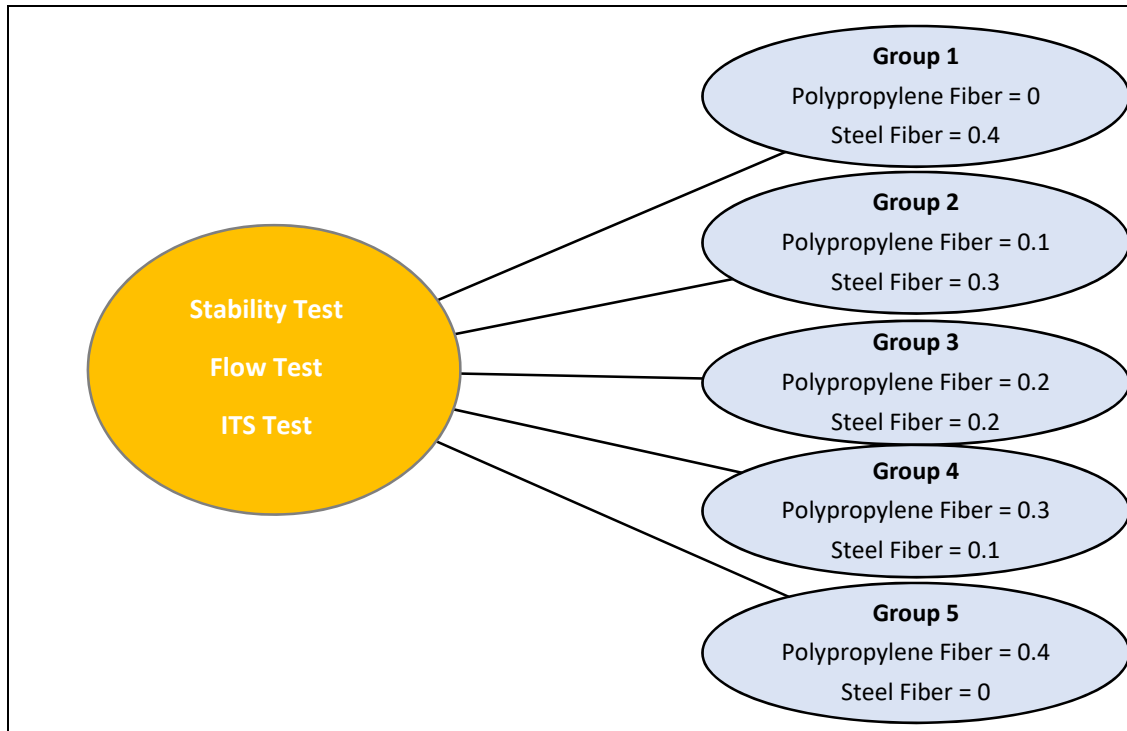 Stability Test
Flow Test
ITS Test
Group 1
Polypropylene Fiber = 0
Steel Fiber = 0.4
Group 2
Polypropylene Fiber = 0.1
Steel Fiber = 0.3
Group 3
Polypropylene Fiber = 0.2
Steel Fiber = 0.2
Group 4
Polypropylene Fiber = 0.3
Steel Fiber = 0.1
Group 5
Polypropylene Fiber = 0.4
Steel Fiber = 0